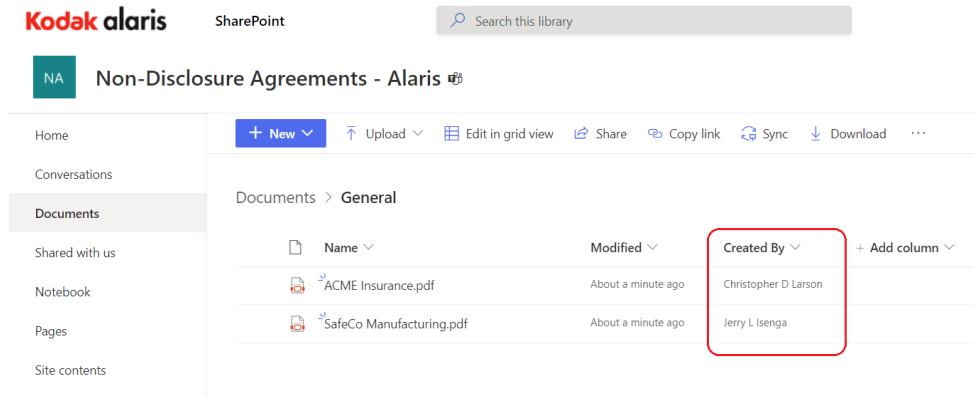 Kodak alaris SharePoint Search this library
NA Non-Disclosure Agreements - Alaris
Home
Conversations
Documents
Shared with us
Notebook
Pages
Site contents
+ New Upload Edit in grid view Share Copy link Sync Download ...
Documents > General
Name Modified Created By + Add column
ACME Insurance.pdf About a minute ago Christopher D Larson
SafeCo Manufacturing.pdf About a minute ago Jerry L Isenga